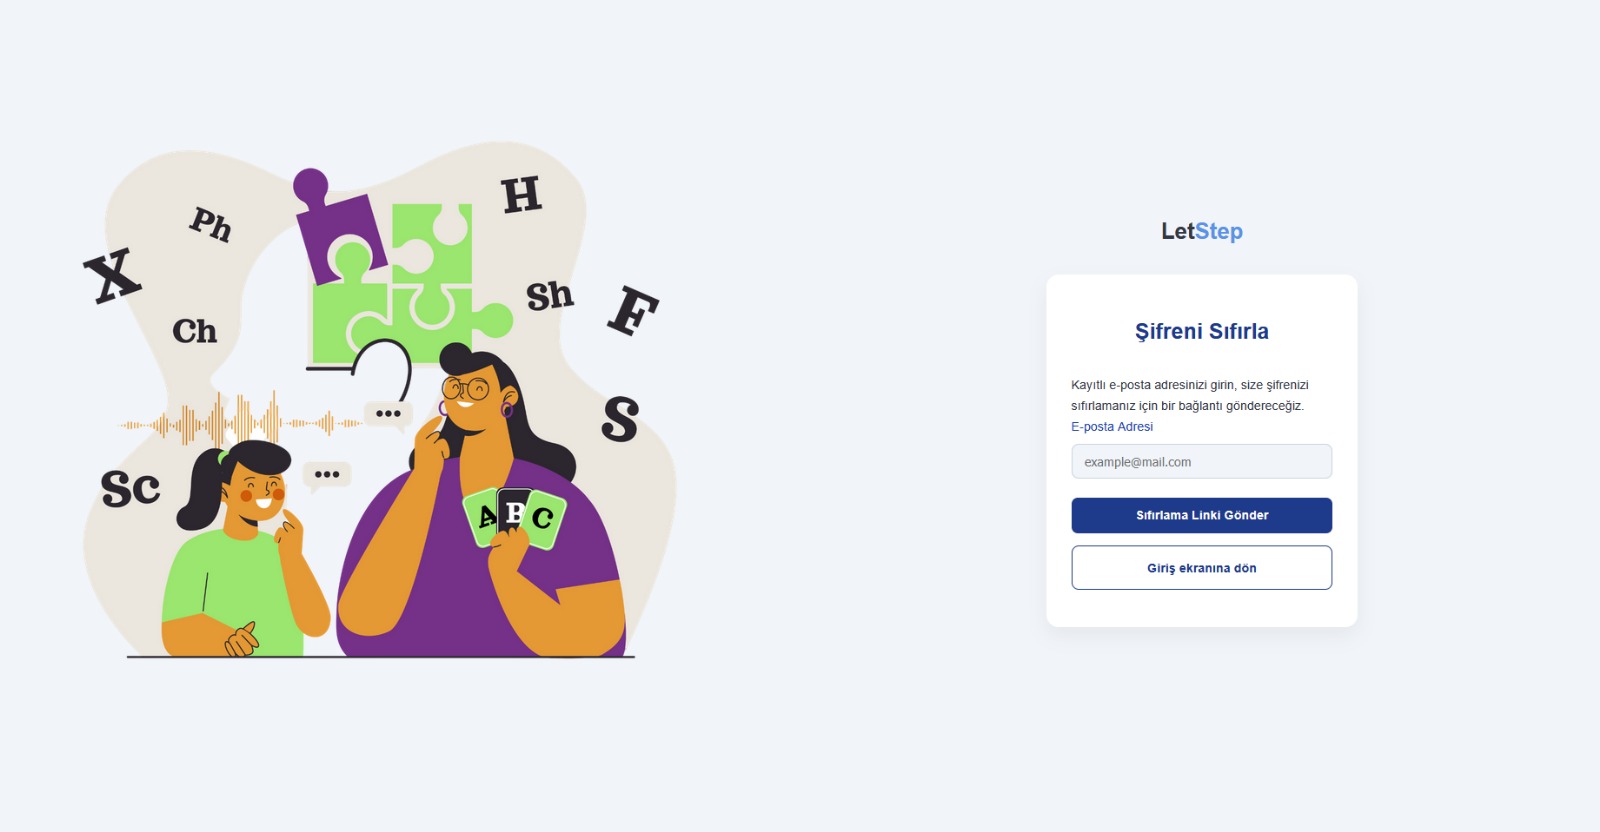 H
Ph
X
Sh
F
Ch
S
Sc
A B C
LetStep
Şifreni Sıfırla
Kayıtlı e-posta adresinizi girin, size şifrenizi
sıfırlamanız için bir bağlantı göndereceğiz.
E-posta Adresi
example@mail.com
Sıfırlama Linki Gönder
Giriş ekranına dön